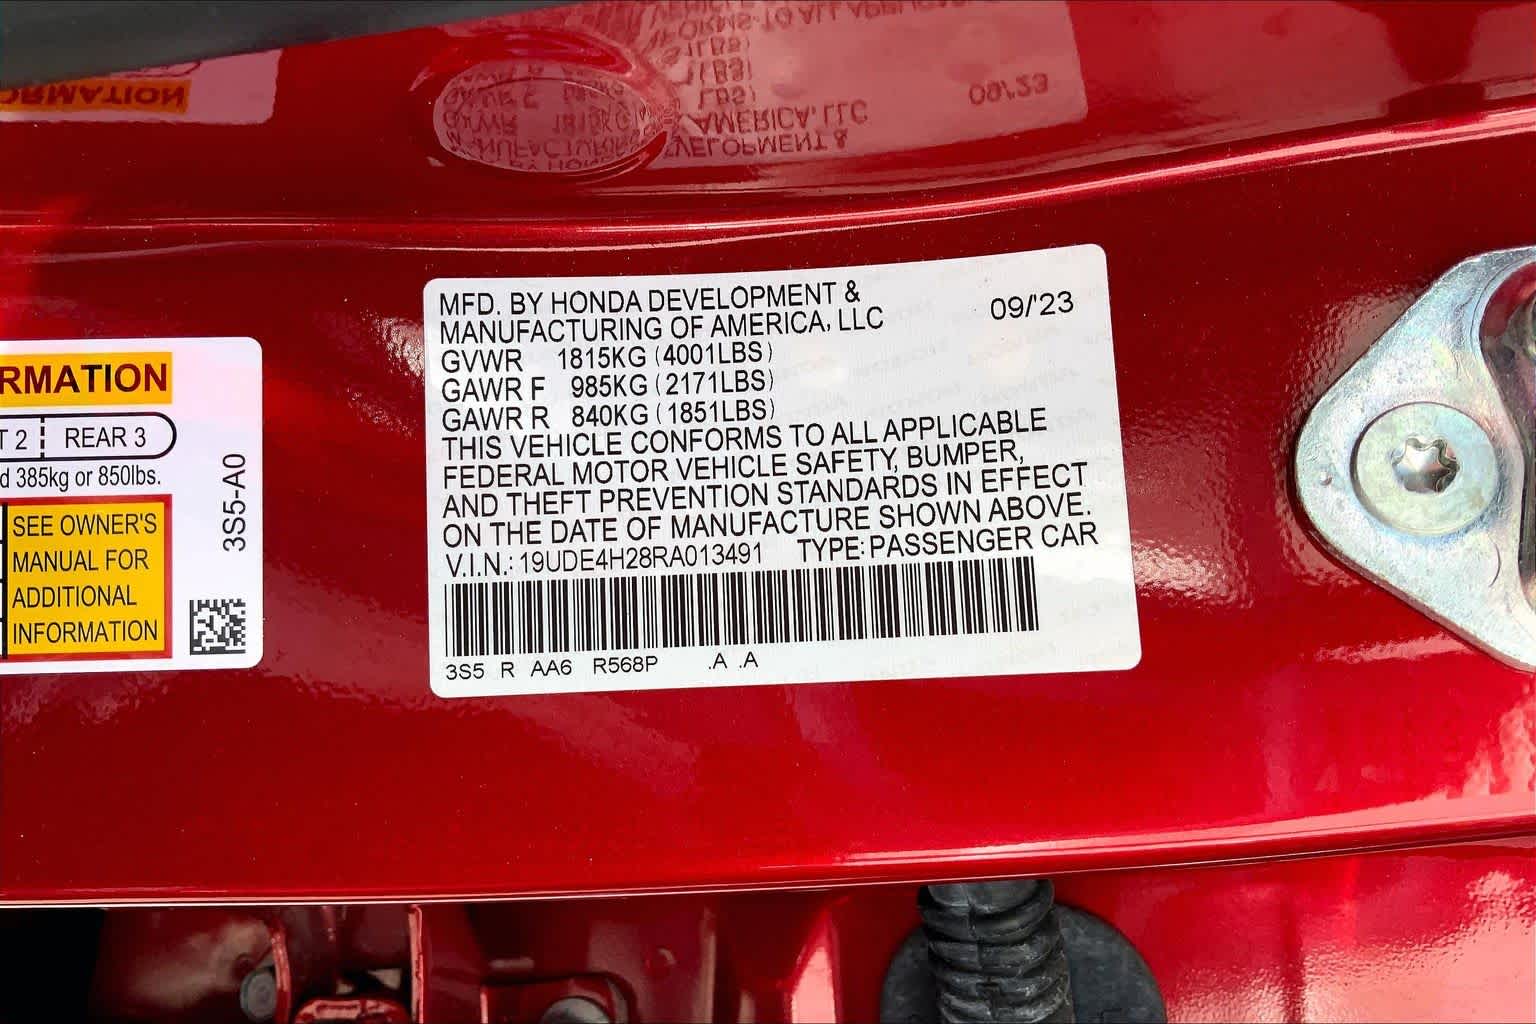 RMATION
T 2 REAR 3
d 385kg or 850lbs.
SEE OWNER'S
MANUAL FOR
ADDITIONAL
INFORMATION
3S5-A0
MFD. BY HONDA DEVELOPMENT &
MANUFACTURING OF AMERICA, LLC 09/'23
GVWR 1815KG (4001LBS)
GAWR F 985KG (2171LBS)
GAWR R 840KG (1851LBS)
THIS VEHICLE CONFORMS TO ALL APPLICABLE
FEDERAL MOTOR VEHICLE SAFETY, BUMPER,
AND THEFT PREVENTION STANDARDS IN EFFECT
ON THE DATE OF MANUFACTURE SHOWN ABOVE.
V.I.N.: 19UDE4H28RA013491 TYPE: PASSENGER CAR
3S5 R AA6 R568P .A .A